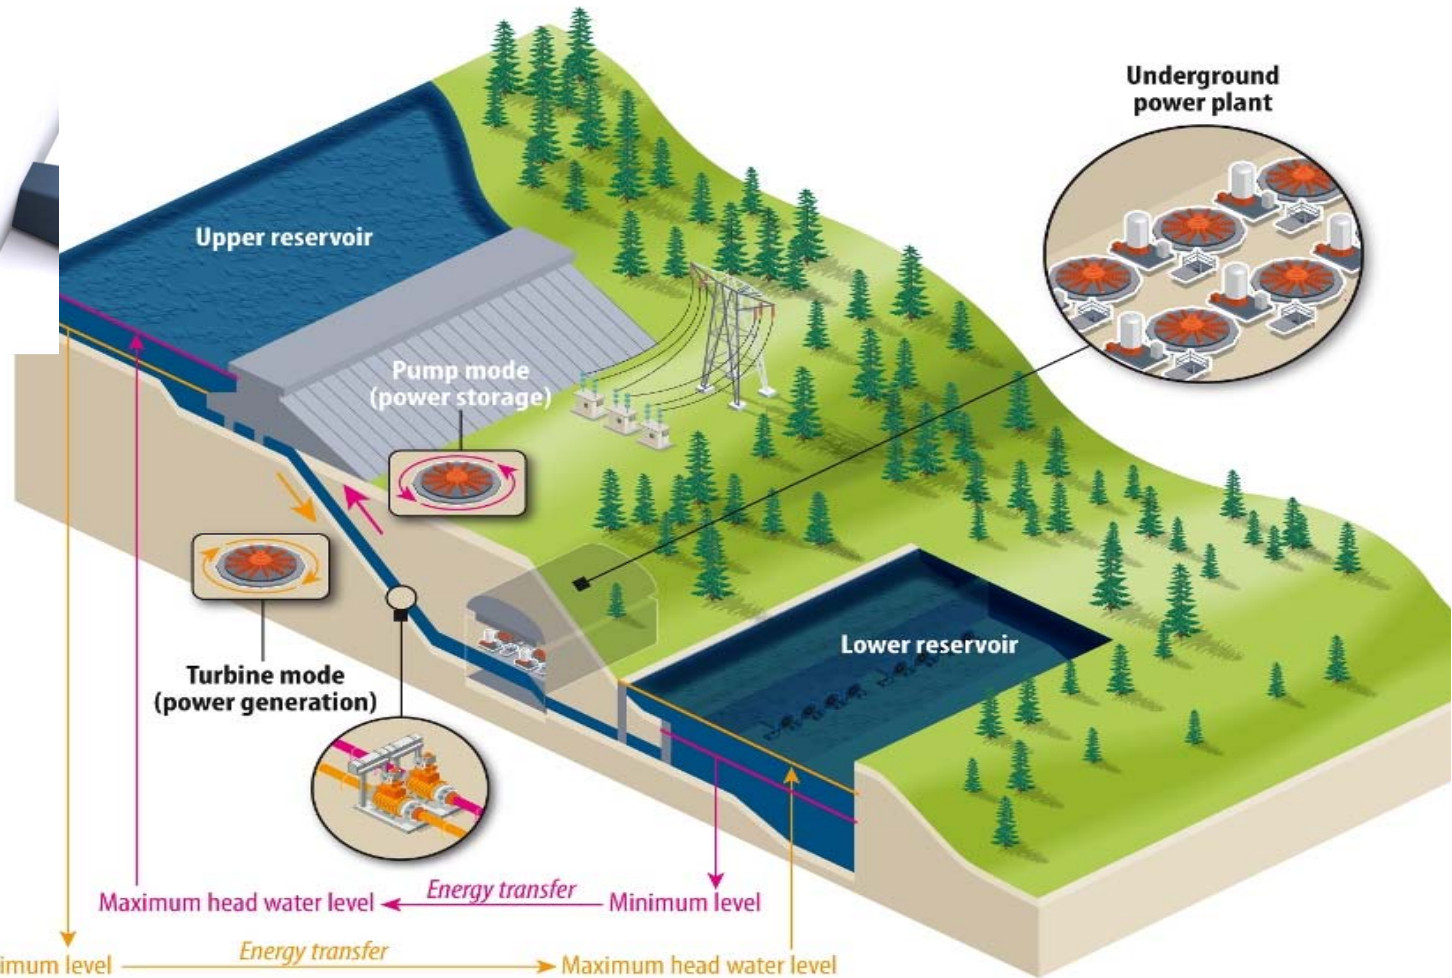 Underground
power plant
Upper reservoir
Pump mode
(power storage)
Lower reservoir
Turbine mode
(power generation)
Maximum head water level
Energy transfer
Minimum level
level
Energy transfer
Maximum head water level